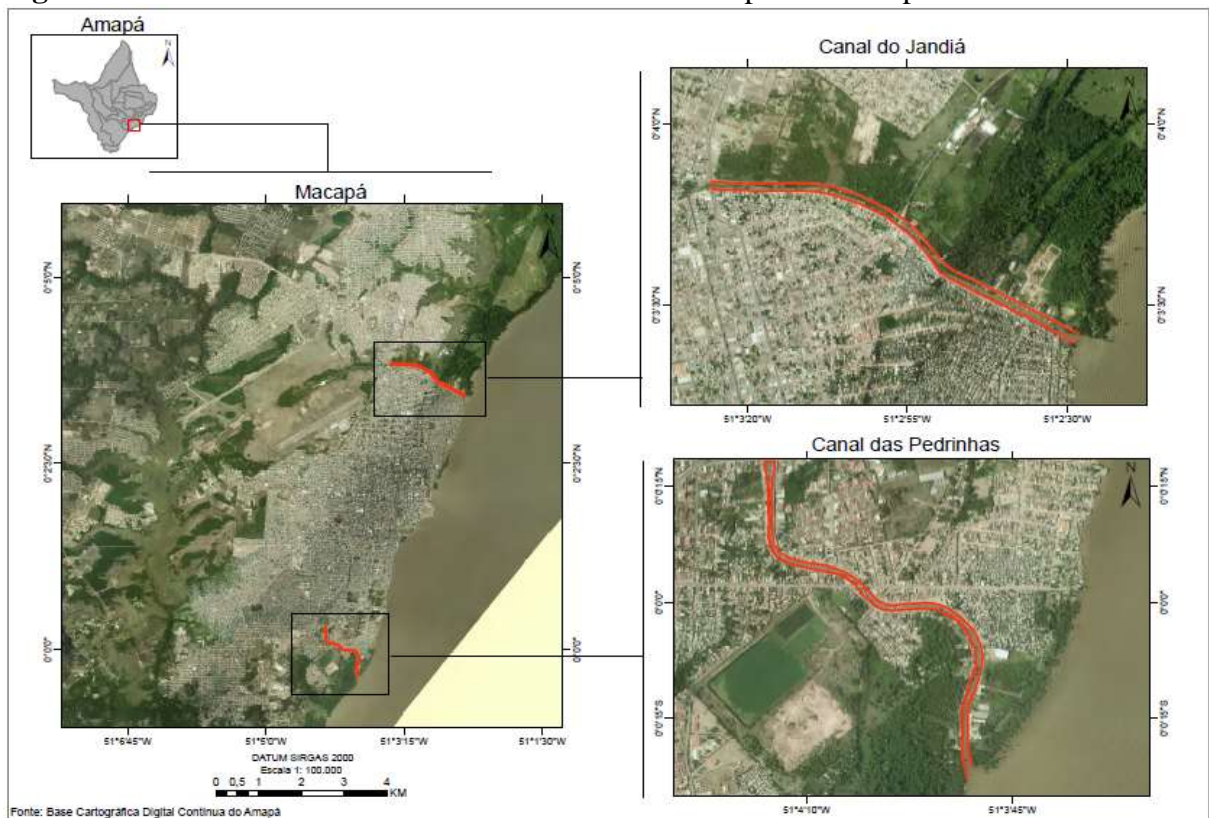 Amapá
N
Canal do Jandiá
N
0°4'0"N
0°4'0"N
0°3'30"N
0°3'30"N
51°3'20"W
51°2'55"W
51°2'30"W
Macapá
N
0°5'0"N
0°5'0"N
0°2'30"N
0°2'30"N
0°0'0"
0°0'0"
51°6'45"W
51°5'0"W
51°3'15"W
51°1'30"W
DATUM SIRGAS 2000
Escala 1: 100.000
0 0,5 1 2 3 4
KM
Canal das Pedrinhas
N
0°0'15"N
0°0'15"N
0°0'0"
0°0'0"
0°0'15"S
0°0'15"S
51°4'10"W
51°3'45"W
Fonte: Base Cartográfica Digital Contínua do Amapá